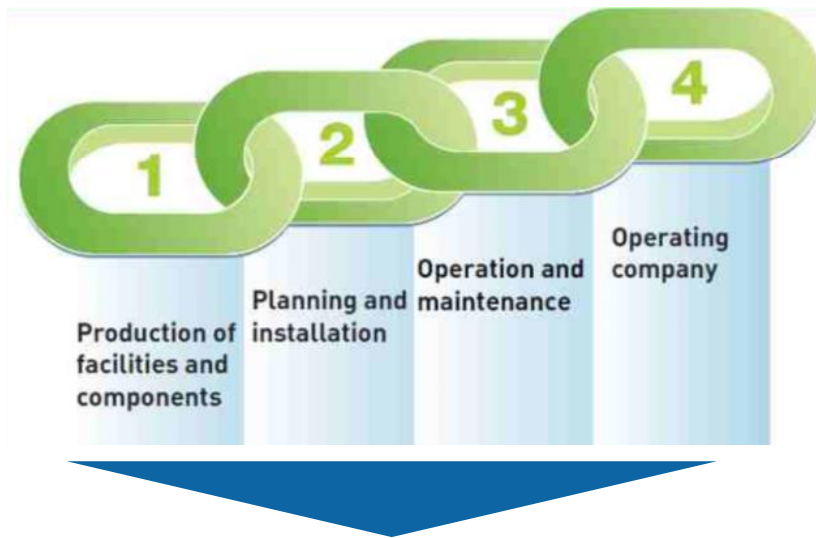 1
2
3
4
Production of
facilities and
components
Planning and
installation
Operation and
maintenance
Operating
company